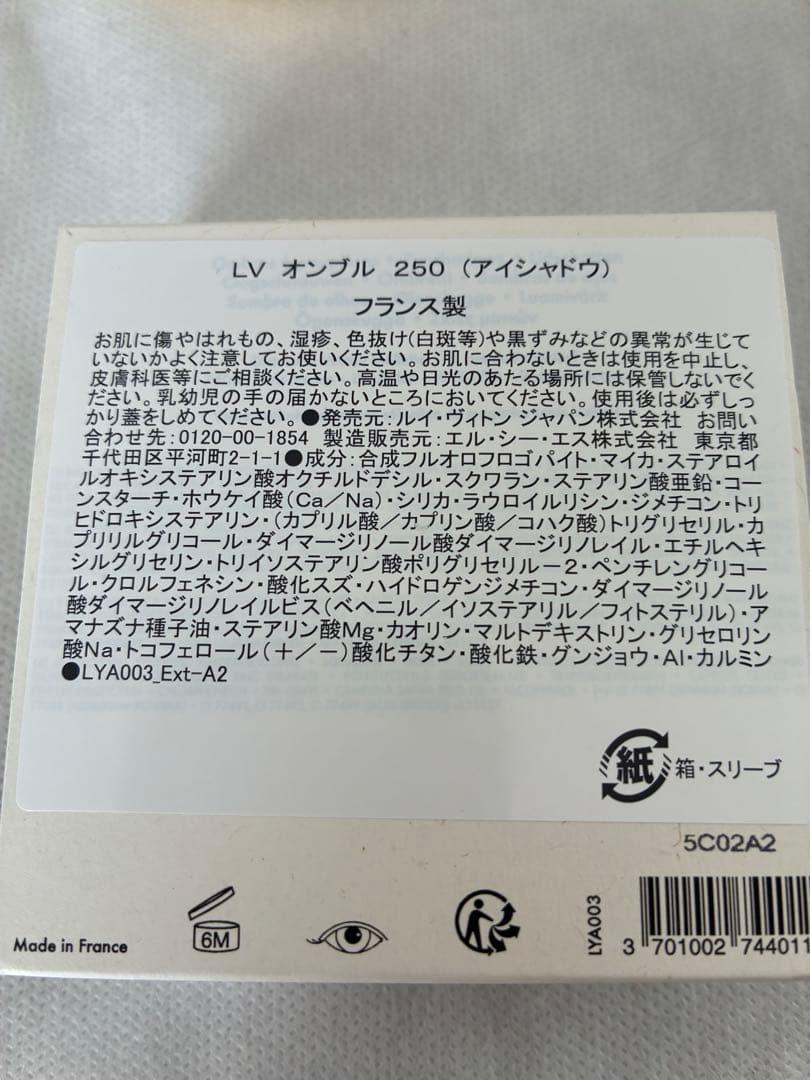 LV オンブル 250 (アイシャドウ)
フランス製
お肌に傷やはれもの、湿疹、色抜け(白斑等)や黒ずみなどの異常が生じて
いないかよく注意してお使いください。お肌に合わないときは使用を中止し、
皮膚科医等にご相談ください。高温や日光のあたる場所には保管しないでく
ださい。乳幼児の手の届かないところにおいてください。使用後は必ずしっ
かり蓋をしめてください。●発売元:ルイ・ヴィトン ジャパン株式会社 お問い
合わせ先:0120-00-1854 製造販売元:エル・シー・エス株式会社 東京都
千代田区平河町2-1-1●成分:合成フルオロフロゴパイト・マイカ・ステアロイ
ルオキシステアリン酸オクチルドデシル・スクワラン・ステアリン酸亜鉛・コー
ンスターチ・ホウケイ酸(Ca/Na)・シリカ・ラウロイルリシン・ジメチコン・トリ
ヒドロキシステアリン・(カプリル酸/カプリン酸/コハク酸)トリグリセリル・カ
プリリルグリコール・ダイマージリノール酸ダイマージリノレイル・エチルヘキ
シルグリセリン・トリイソステアリン酸ポリグリセリル-2・ペンチレングリコー
ル・クロルフェネシン・酸化スズ・ハイドロゲンジメチコン・ダイマージリノール
酸ダイマージリノレイルビス(ベヘニル/イソステアリル/フィトステリル)・ア
マナズナ種子油・ステアリン酸Mg・カオリン・マルトデキストリン・グリセロリン
酸Na・トコフェロール(+/-)酸化チタン・酸化鉄・グンジョウ・Al・カルミン
●LYA003_Ext-A2
紙 箱・スリーブ
5C02A2
Made in France
6M
LYA003
3 701002 744011